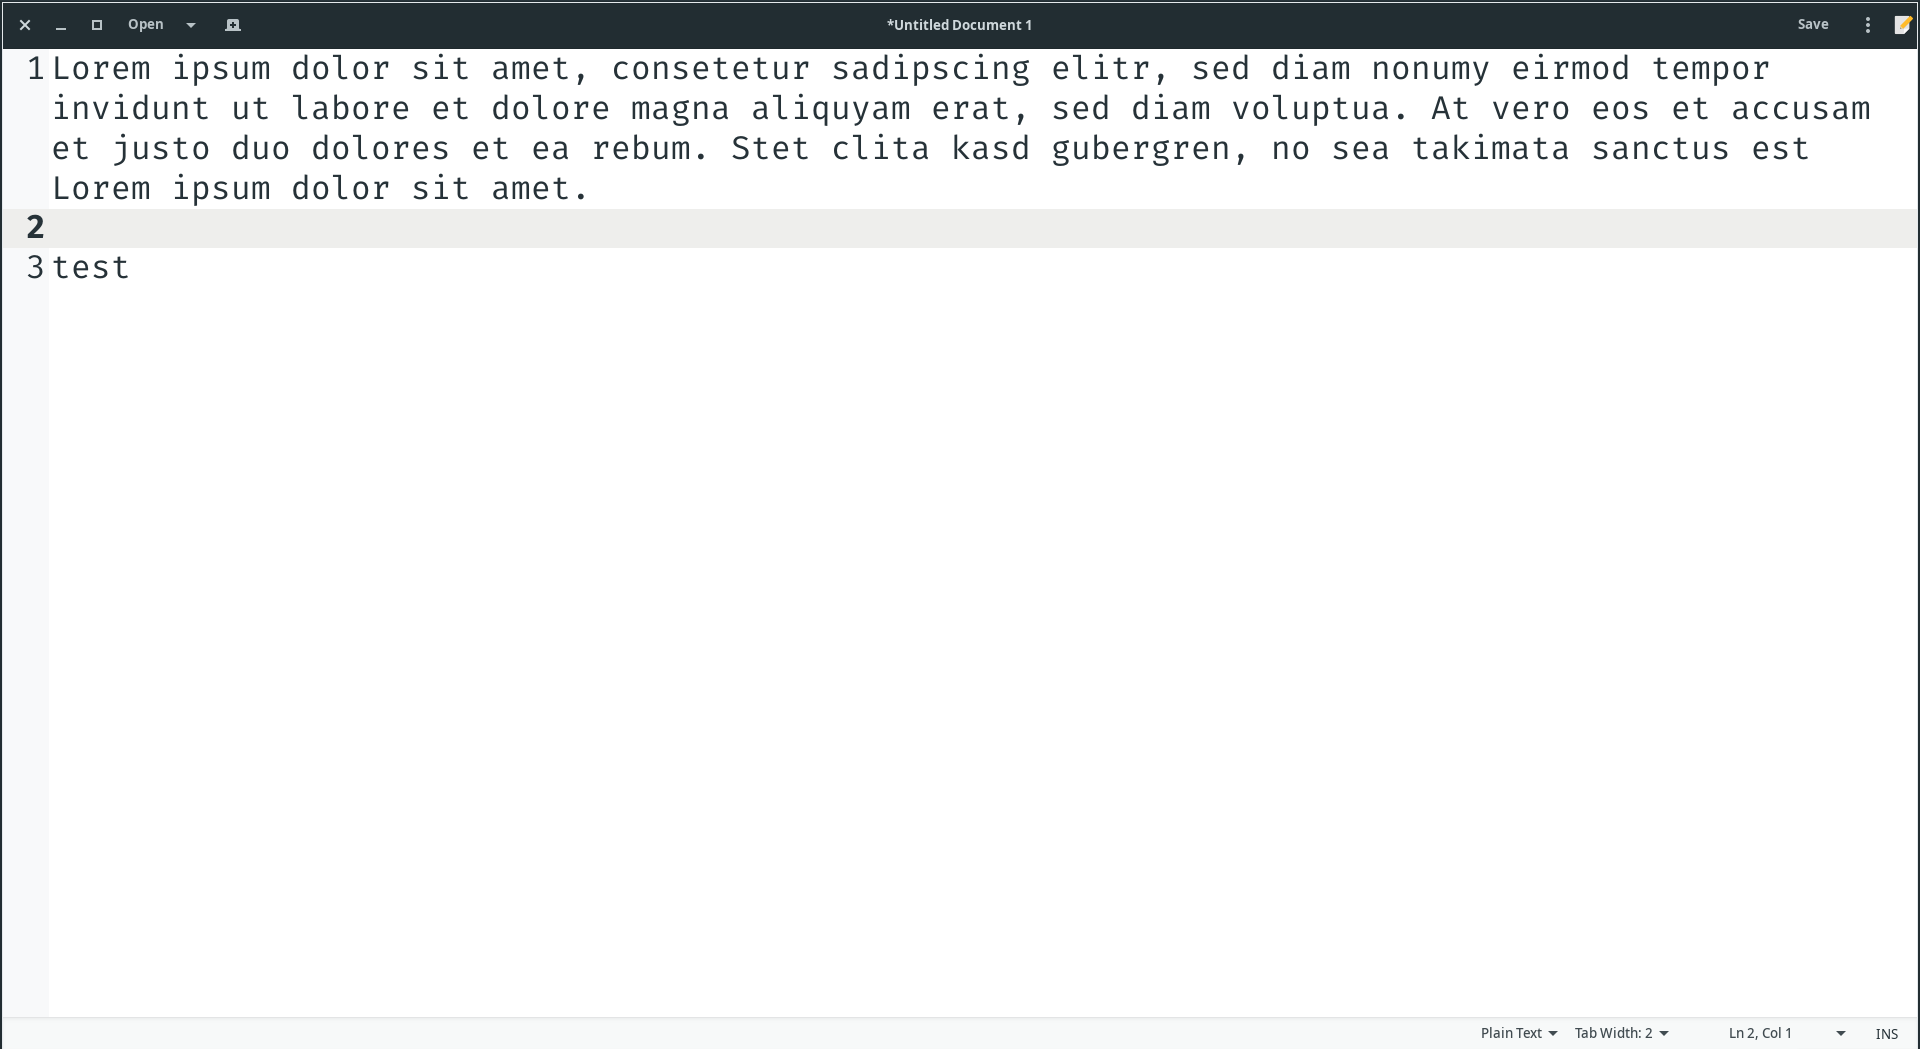 Open
*Untitled Document 1
Save
1 Lorem ipsum dolor sit amet, consetetur sadipscing elitr, sed diam nonumy eirmod tempor
invidunt ut labore et dolore magna aliquyam erat, sed diam voluptua. At vero eos et accusam
et justo duo dolores et ea rebum. Stet clita kasd gubergren, no sea takimata sanctus est
Lorem ipsum dolor sit amet.
2
3 test
Plain Text Tab Width: 2 Ln 2, Col 1 INS